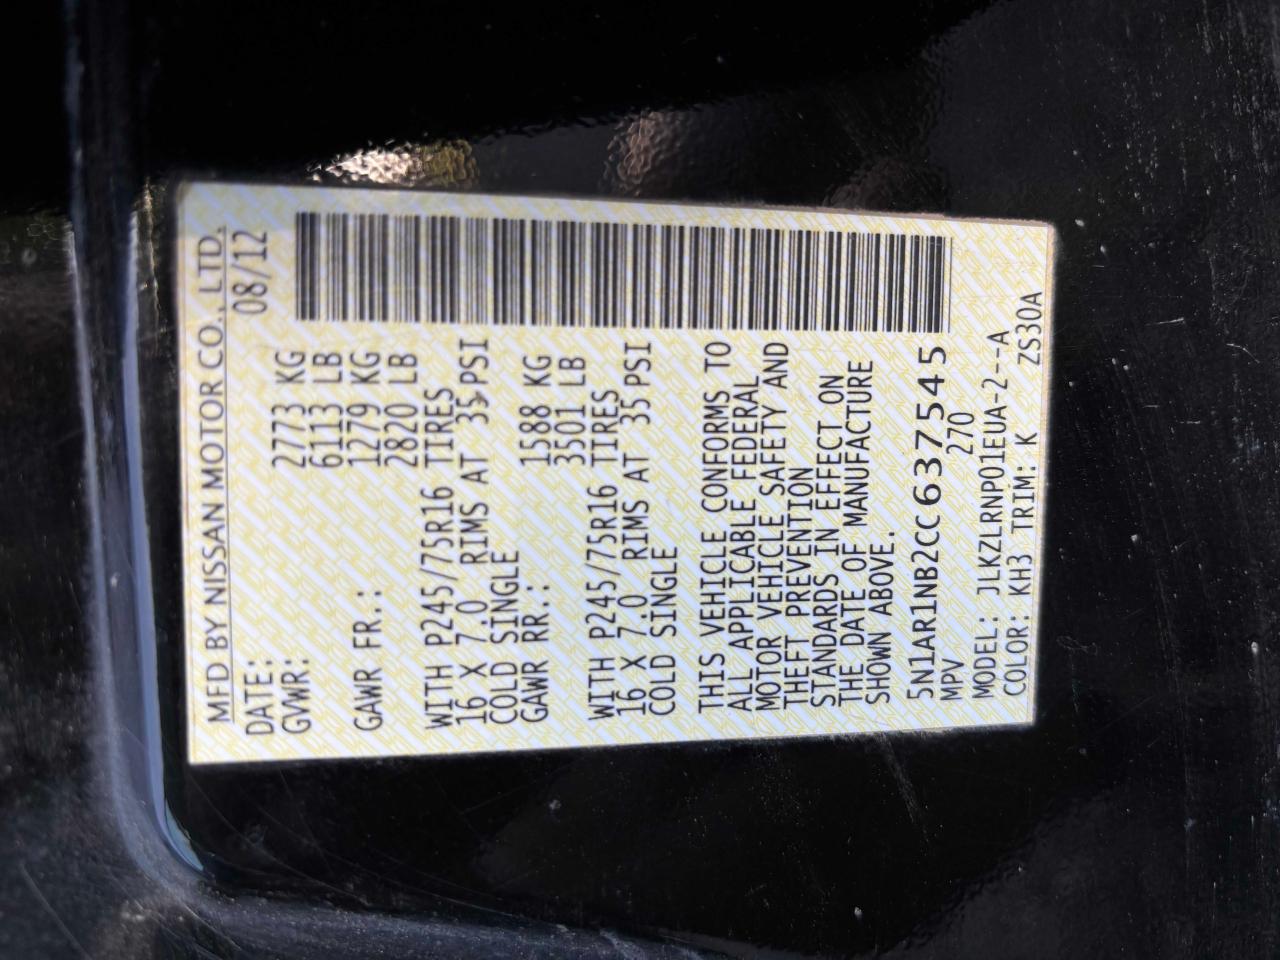 MFD BY NISSAN MOTOR CO., LTD.
DATE: 08/12
GVWR: 2773 KG
6113 LB
GAWR FR.: 1279 KG
2820 LB
WITH P245/75R16 TIRES
16 X 7.0 RIMS AT 35 PSI
COLD SINGLE
GAWR RR.: 1588 KG
3501 LB
WITH P245/75R16 TIRES
16 X 7.0 RIMS AT 35 PSI
COLD SINGLE
THIS VEHICLE CONFORMS TO
ALL APPLICABLE FEDERAL
MOTOR VEHICLE SAFETY AND
THEFT PREVENTION
STANDARDS IN EFFECT ON
THE DATE OF MANUFACTURE
SHOWN ABOVE.
5N1AR1NB2CC637545
MPV 270
MODEL: JLKZLRNP01EUA-2--A
COLOR: KH3 TRIM: K ZS30A